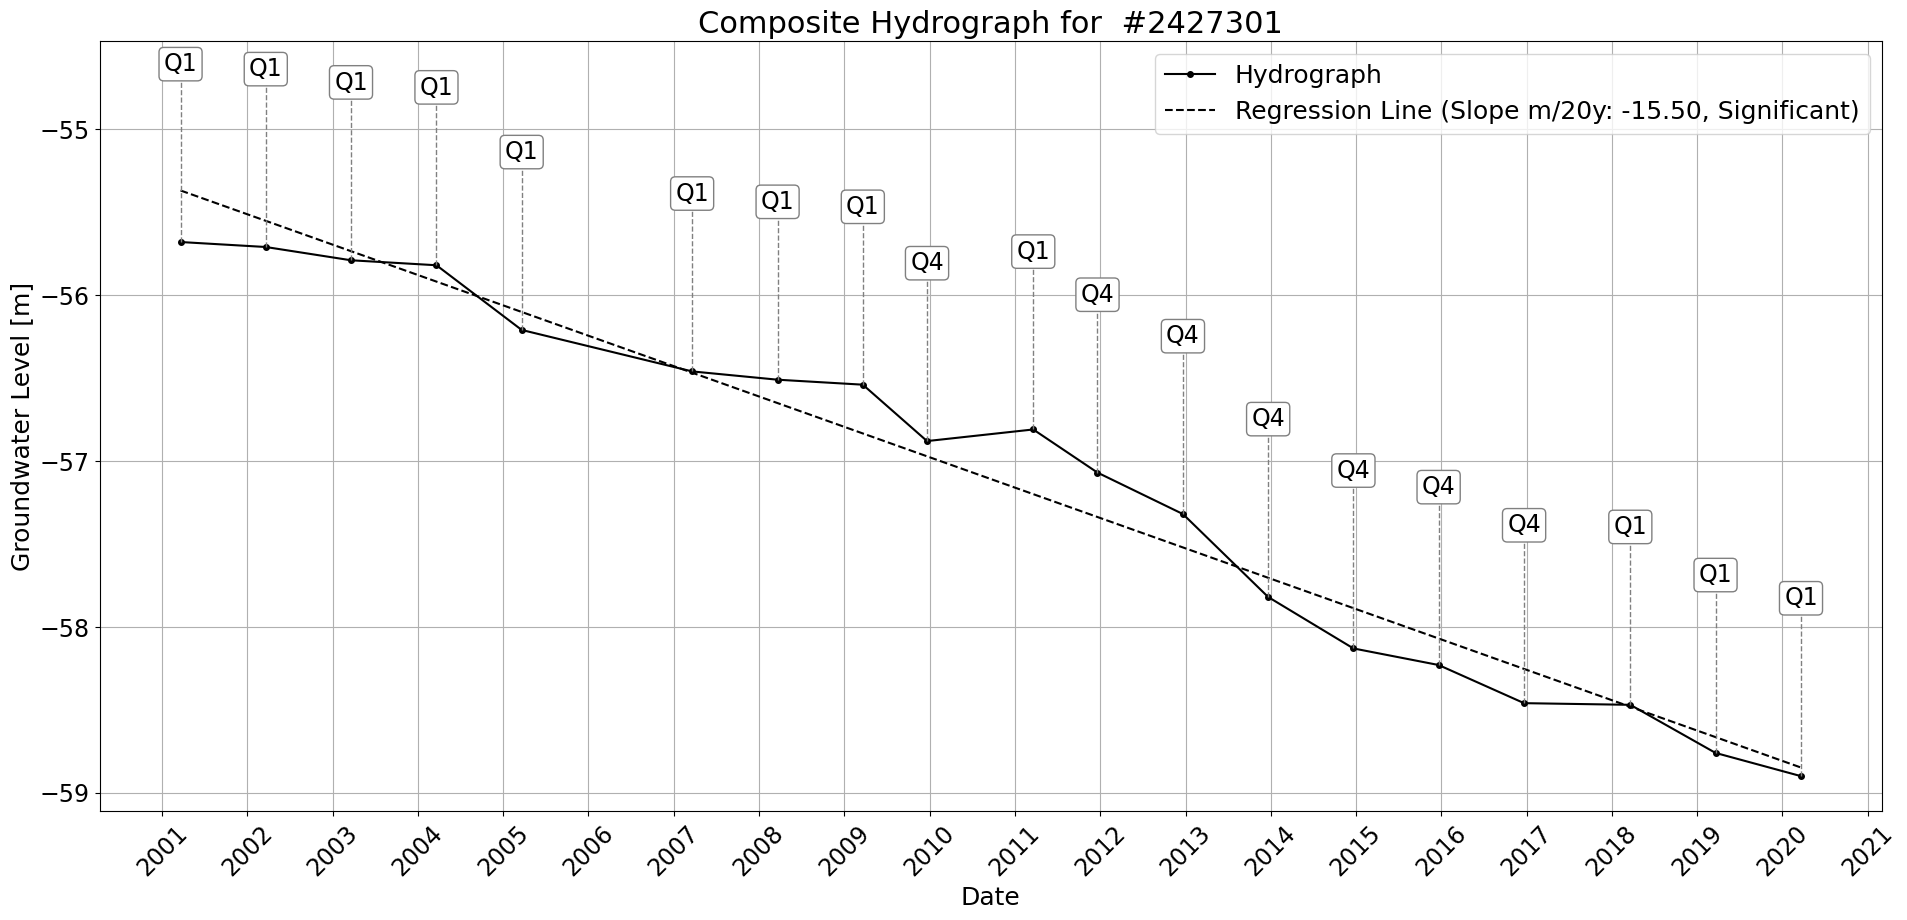 Composite Hydrograph for  #2427301
Hydrograph
Regression Line (Slope m/20y: -15.50, Significant)
Q1
Q1
Q1
Q1
Q1
Q1
Q1
Q1
Q4
Q1
Q4
Q4
Q4
Q4
Q4
Q4
Q1
Q1
Q1
Groundwater Level [m]
−55
−56
−57
−58
−59
2001
2002
2003
2004
2005
2006
2007
2008
2009
2010
2011
2012
2013
2014
2015
2016
2017
2018
2019
2020
2021
Date